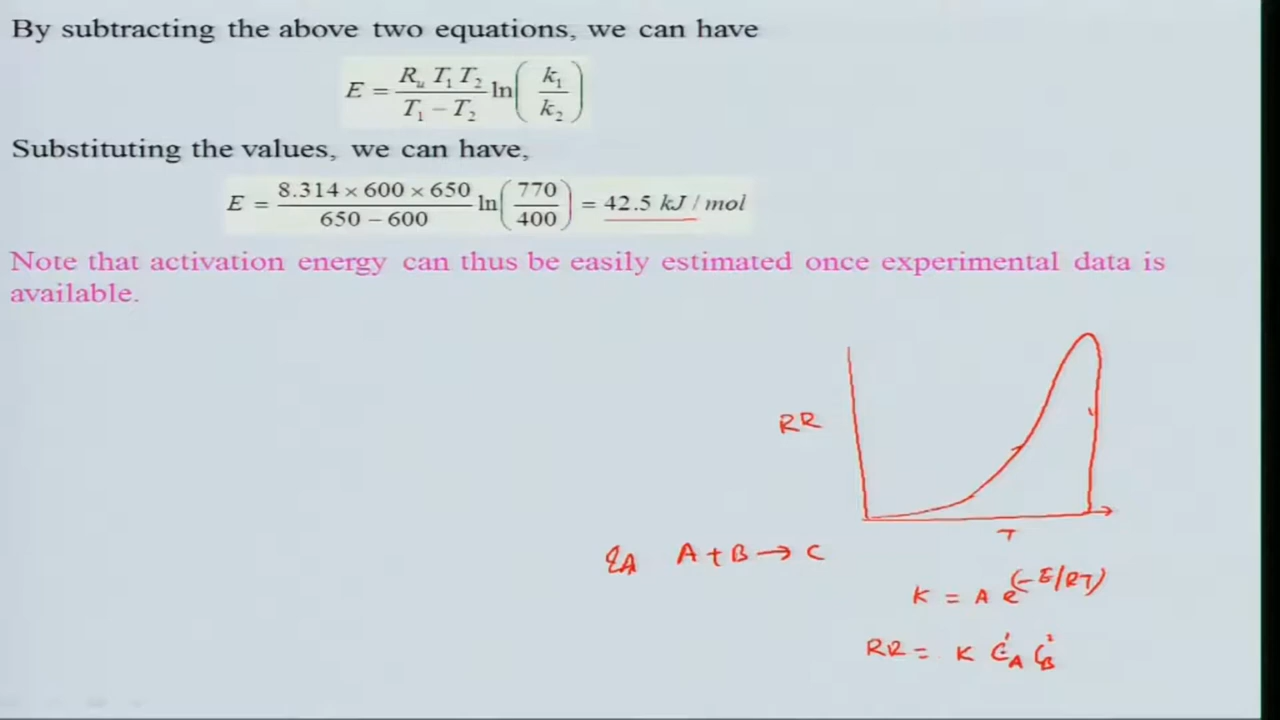 By subtracting the above two equations, we can have
E = R_u T_1 T_2 / (T_1 − T_2) ln( k_1 / k_2 )
Substituting the values, we can have,
E = 8.314 × 600 × 650 / (650 − 600) ln( 770 / 400 ) = 42.5 kJ / mol
Note that activation energy can thus be easily estimated once experimental data is
available.
RR
T
A + B → C
K = A e^(−E/RT)
RR = K C_A^1 C_B